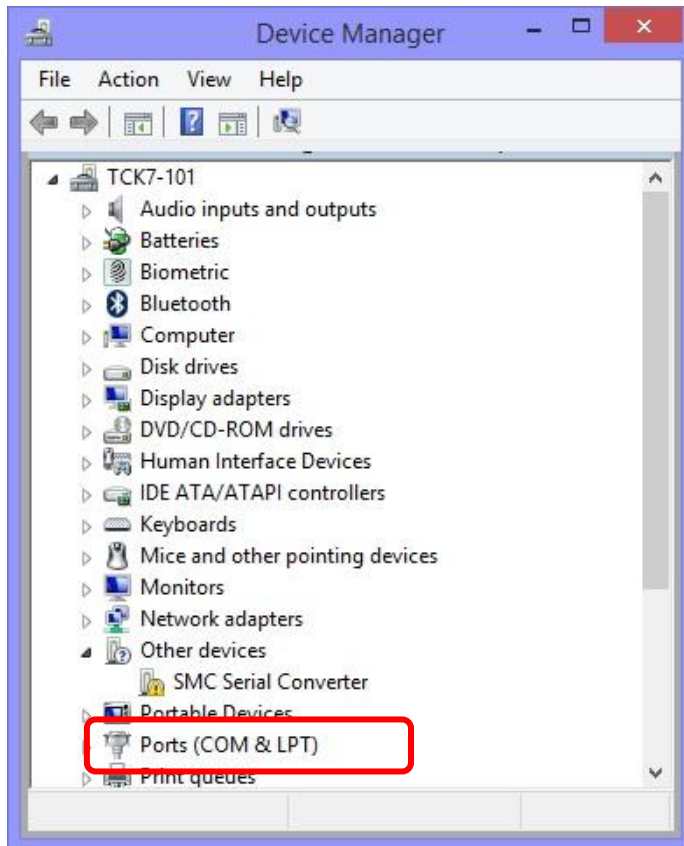 Device Manager
File Action View Help
TCK7-101
Audio inputs and outputs
Batteries
Biometric
Bluetooth
Computer
Disk drives
Display adapters
DVD/CD-ROM drives
Human Interface Devices
IDE ATA/ATAPI controllers
Keyboards
Mice and other pointing devices
Monitors
Network adapters
Other devices
SMC Serial Converter
Portable Devices
Ports (COM & LPT)
Print queues